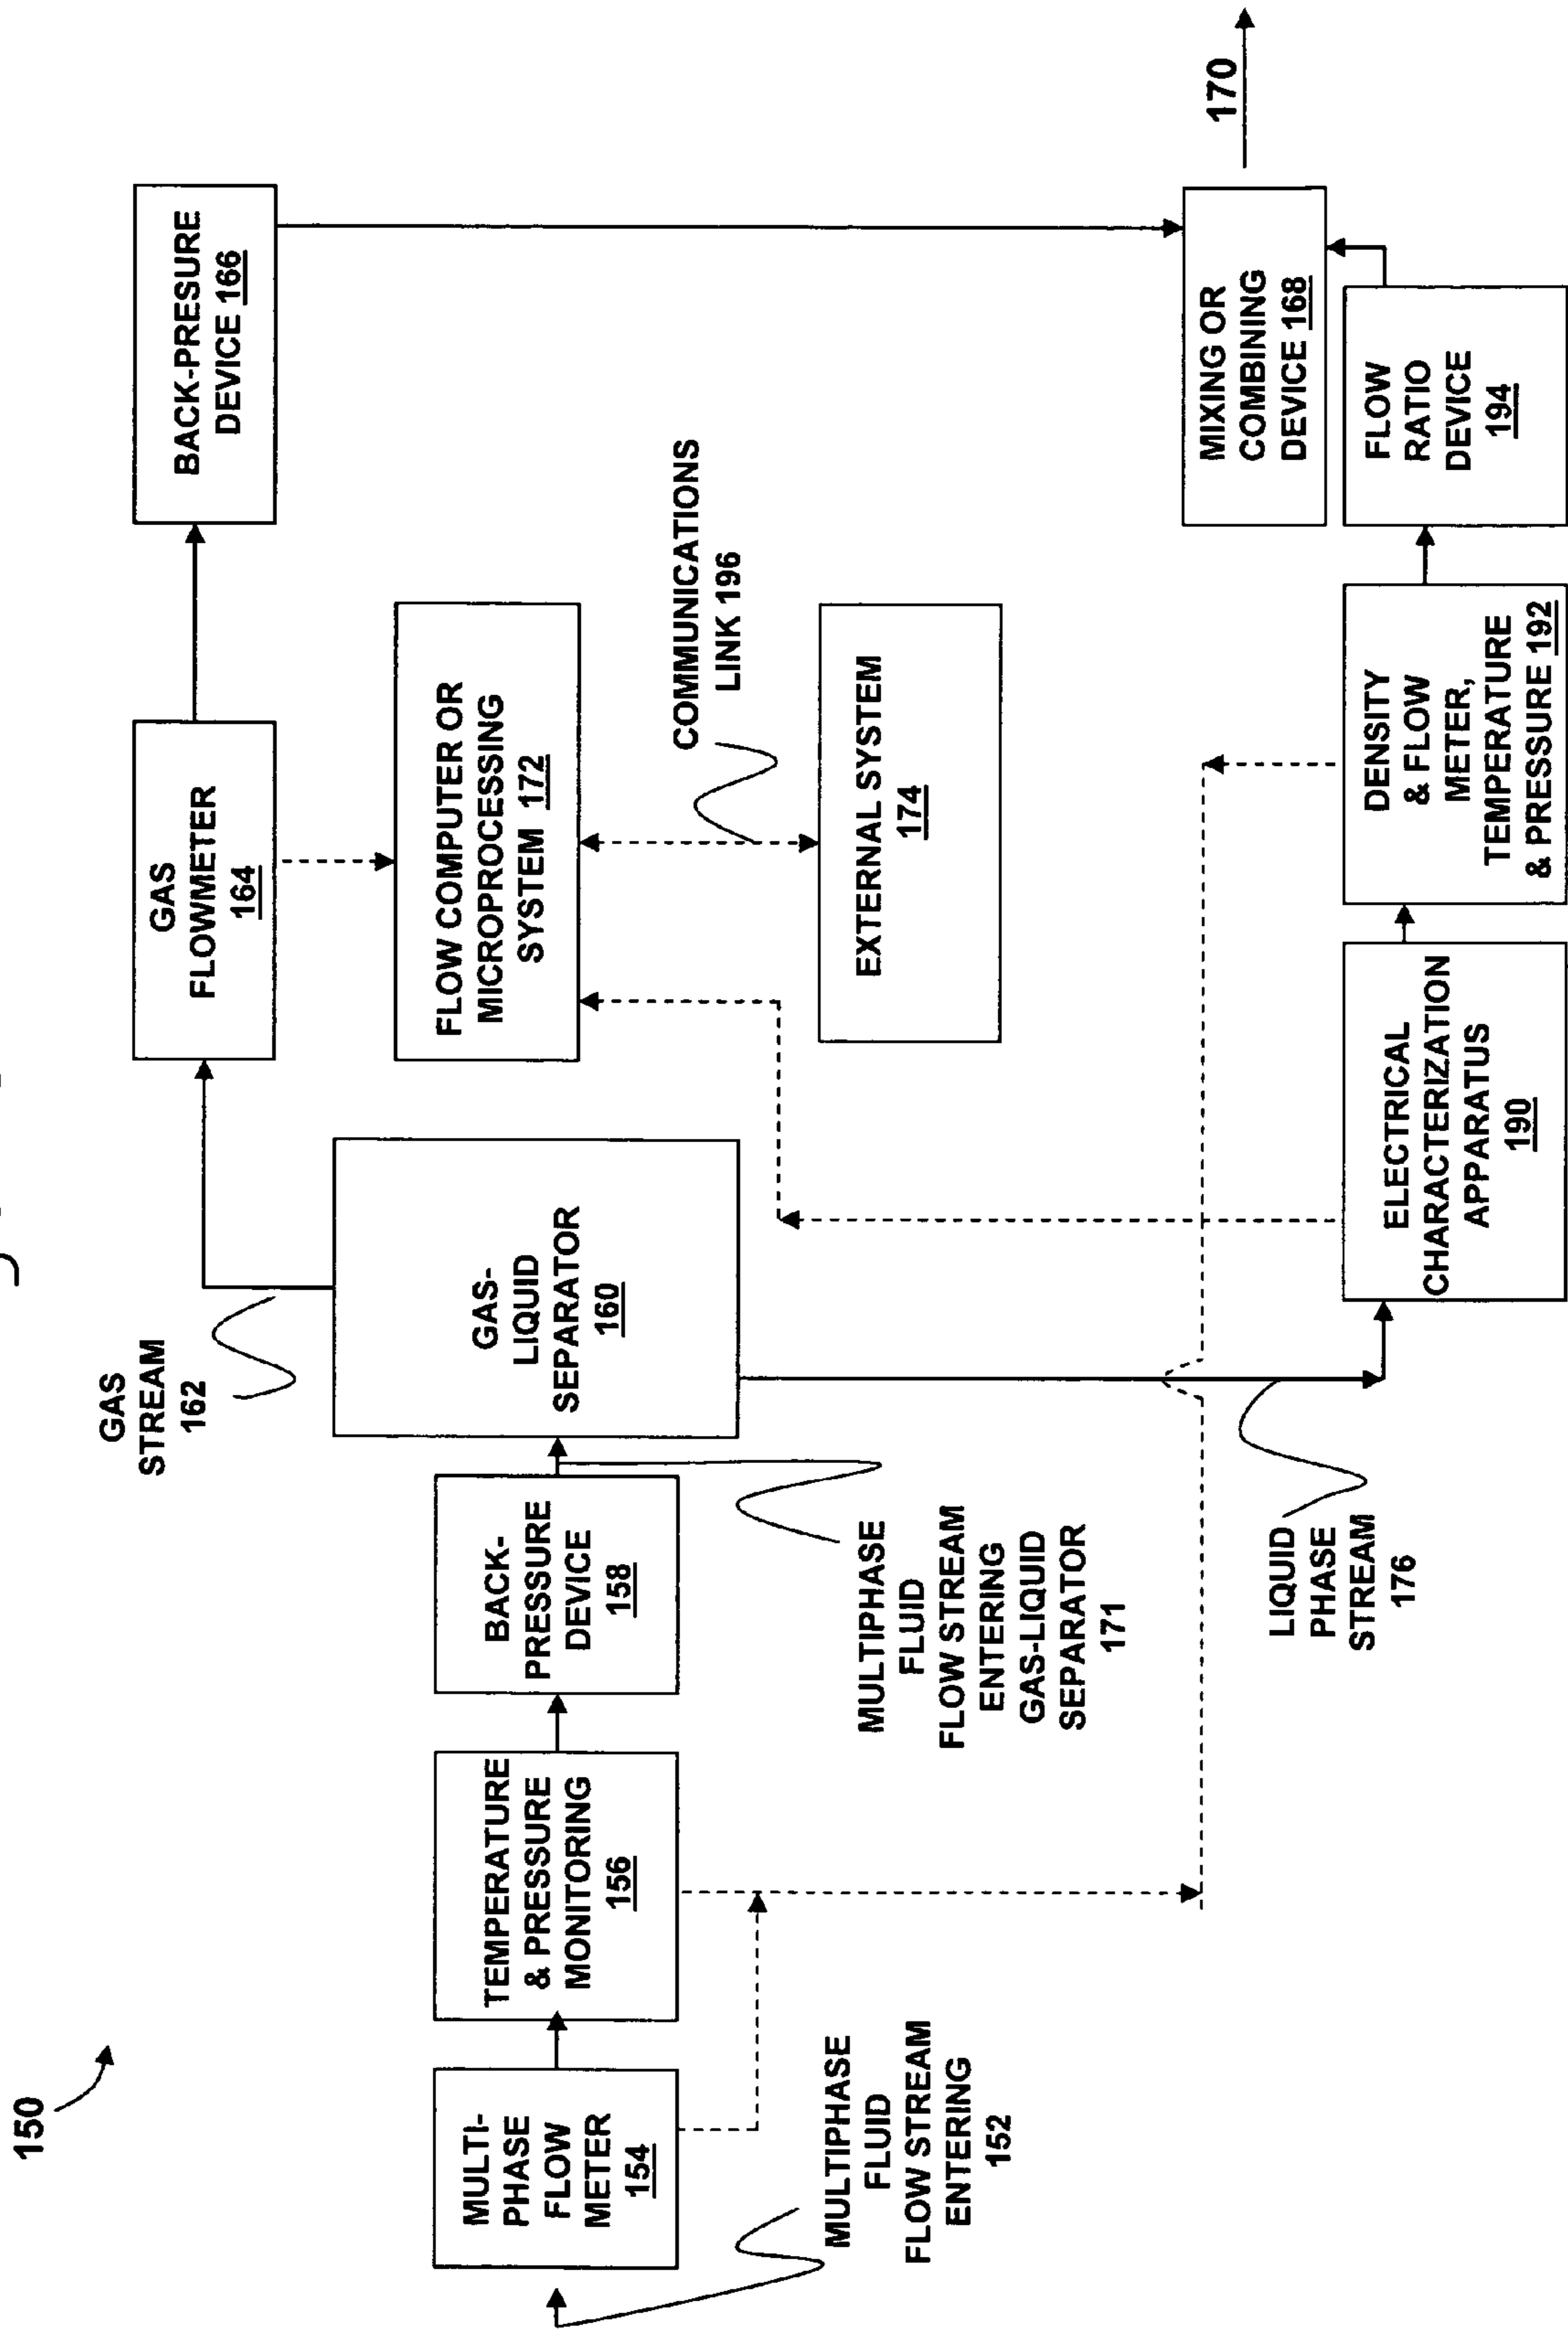 150
GAS
STREAM
162
GAS
FLOWMETER
164
BACK-PRESURE
DEVICE 166
MULTI-
PHASE
FLOW
METER
154
TEMPERATURE
& PRESSURE
MONITORING
156
BACK-
PRESSURE
DEVICE
158
GAS-
LIQUID
SEPARATOR
160
FLOW COMPUTER OR
MICROPROCESSING
SYSTEM 172
COMMUNICATIONS
LINK 196
EXTERNAL SYSTEM
174
MULTIPHASE
FLUID
FLOW STREAM
ENTERING
152
MULTIPHASE
FLUID
FLOW STREAM
ENTERING
GAS-LIQUID
SEPARATOR
171
LIQUID
PHASE
STREAM
176
ELECTRICAL
CHARACTERIZATION
APPARATUS
190
DENSITY
& FLOW
METER,
TEMPERATURE
& PRESSURE 192
FLOW
RATIO
DEVICE
194
MIXING OR
COMBINING
DEVICE 168
170